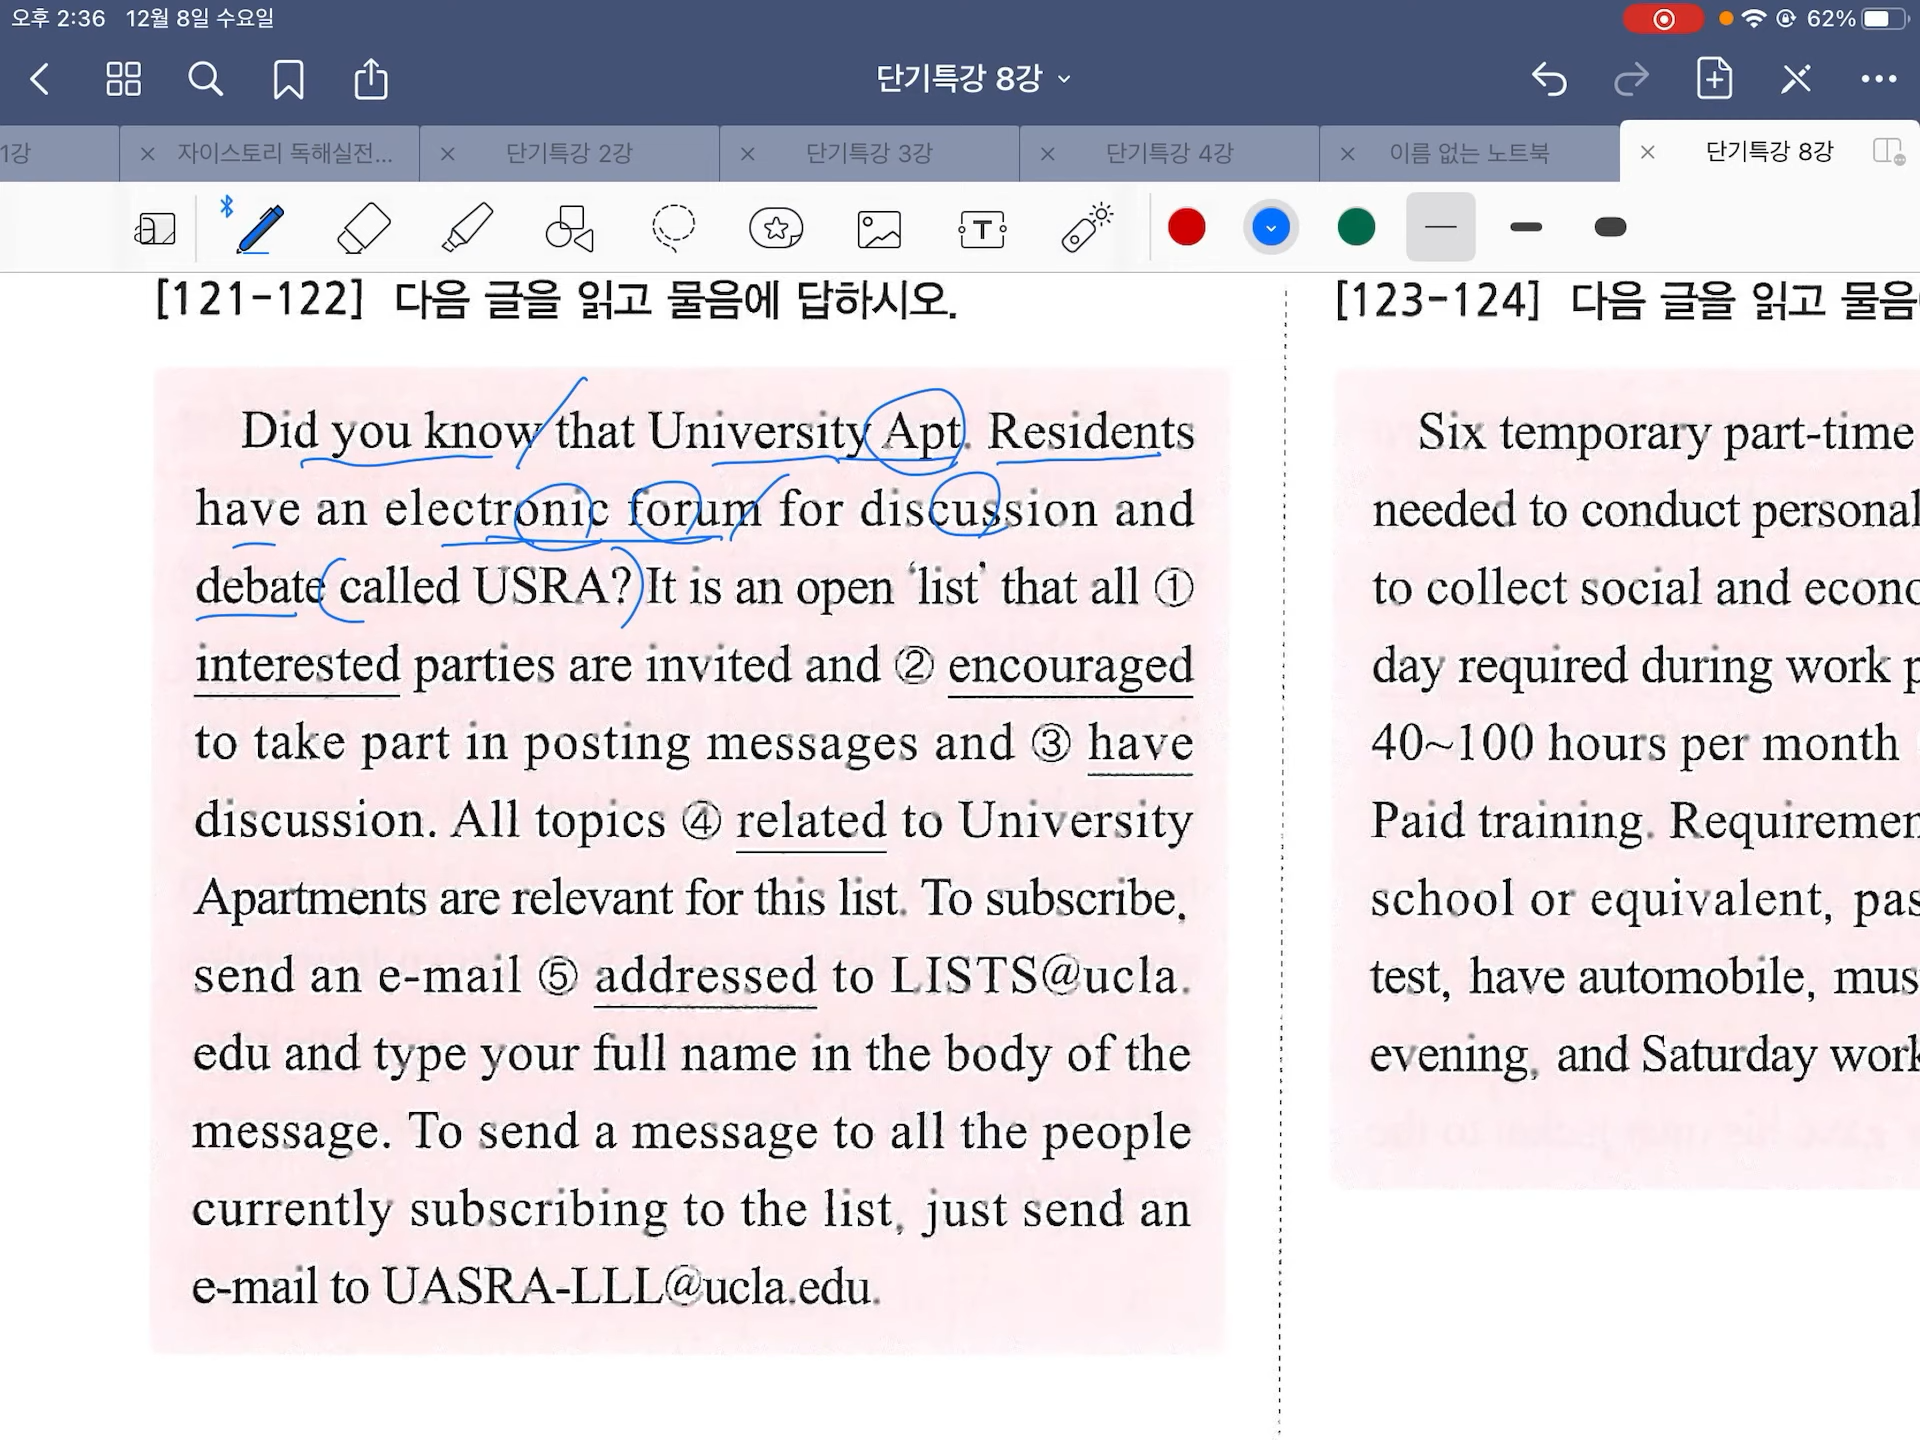 오후 2:36 12월 8일 수요일
62%
단기특강 8강
1강
자이스토리 독해실전...
단기특강 2강
단기특강 3강
단기특강 4강
이름 없는 노트북
단기특강 8강
[121-122] 다음 글을 읽고 물음에 답하시오.
Did you know that University Apt. Residents
have an electronic forum for discussion and
debate called USRA? It is an open ‘list’ that all ①
interested parties are invited and ② encouraged
to take part in posting messages and ③ have
discussion. All topics ④ related to University
Apartments are relevant for this list. To subscribe,
send an e-mail ⑤ addressed to LISTS@ucla.
edu and type your full name in the body of the
message. To send a message to all the people
currently subscribing to the list, just send an
e-mail to UASRA-LLL@ucla.edu.
[123-124] 다음 글을 읽고 물음
Six temporary part-time
needed to conduct personal
to collect social and econo
day required during work p
40~100 hours per month
Paid training. Requiremen
school or equivalent, pas
test, have automobile, mus
evening, and Saturday work